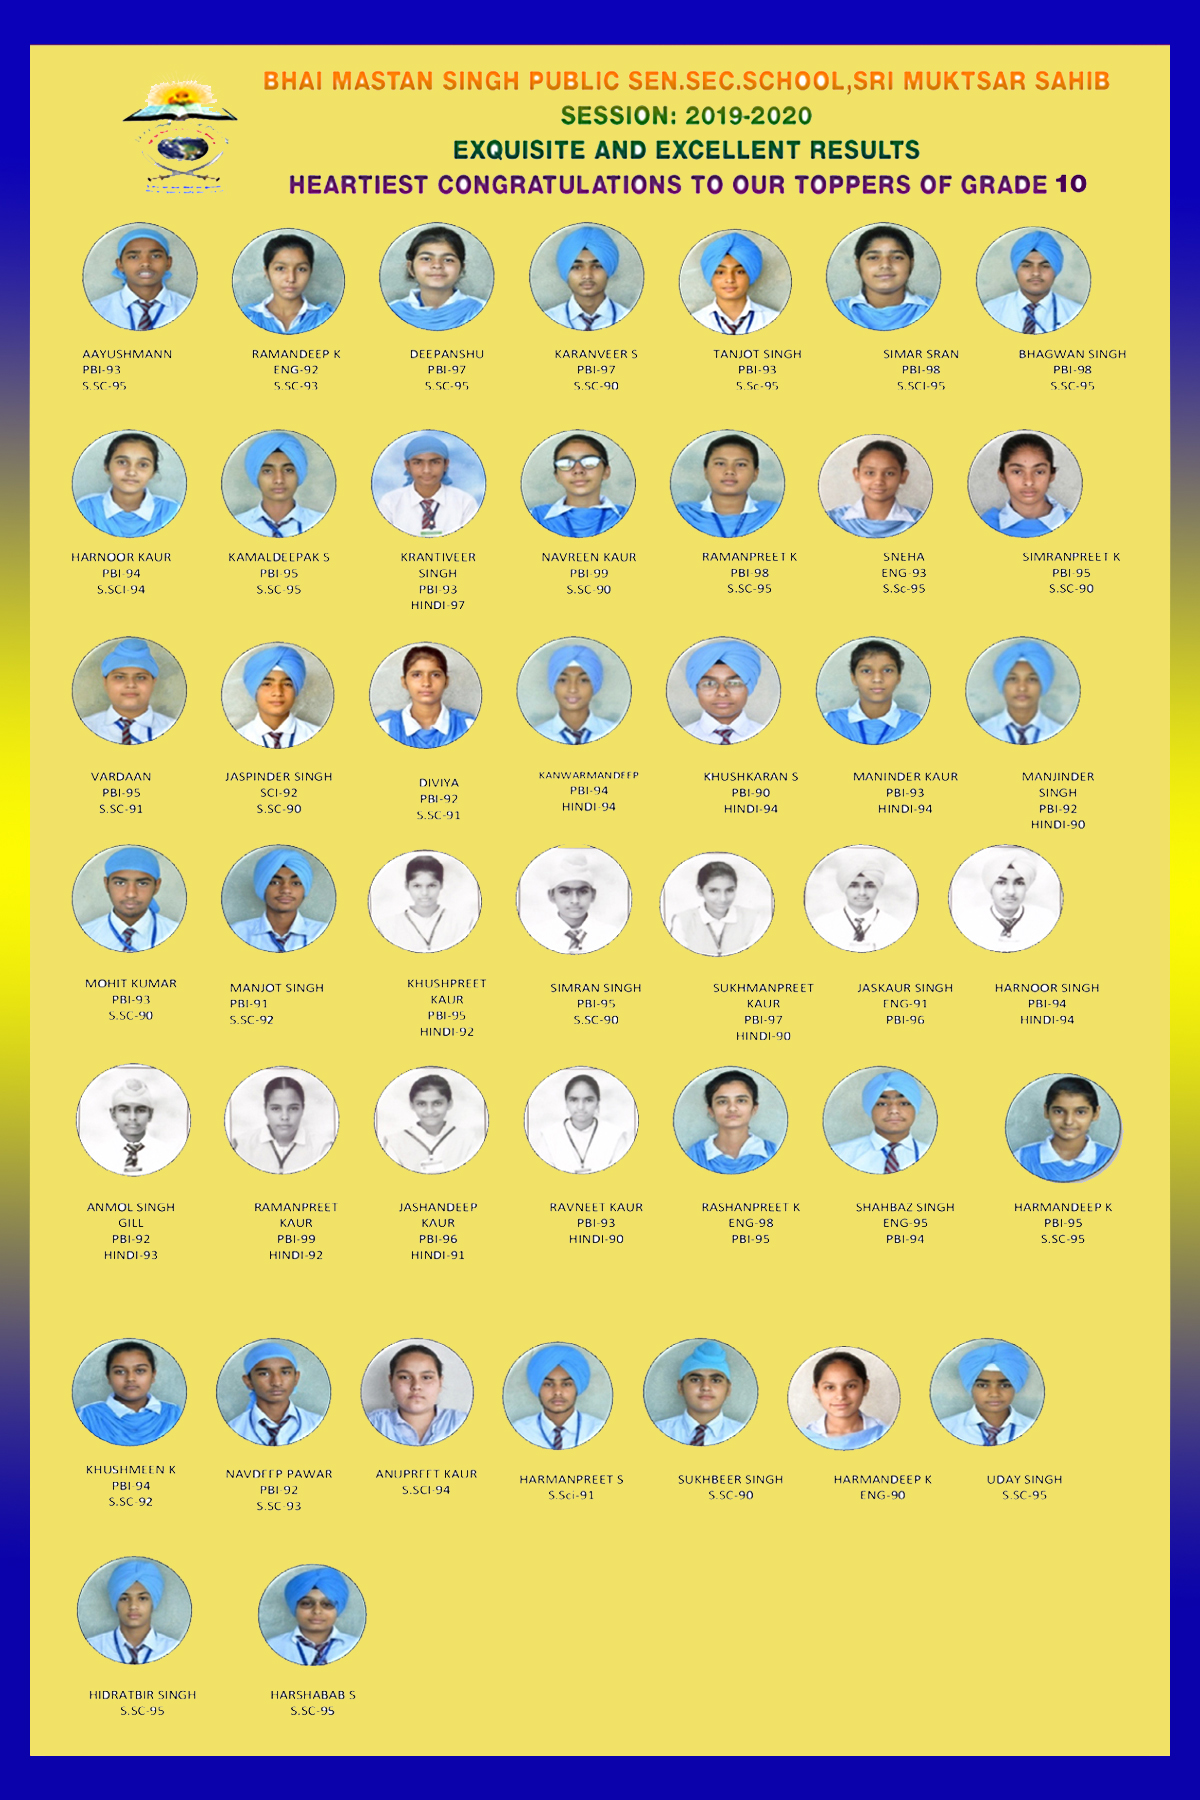 BHAI MASTAN SINGH PUBLIC SEN.SEC.SCHOOL,SRI MUKTSAR SAHIB
SESSION: 2019-2020
EXQUISITE AND EXCELLENT RESULTS
HEARTIEST CONGRATULATIONS TO OUR TOPPERS OF GRADE 10
AAYUSHMANN
PBI-93
S.SC-95
RAMANDEEP K
ENG-92
S.SC-93
DEEPANSHU
PBI-97
S.SC-95
KARANVEER S
PBI-97
S.SC-90
TANJOT SINGH
PBI-93
S.Sc-95
SIMAR SRAN
PBI-98
S.SCI-95
BHAGWAN SINGH
PBI-98
S.SC-95
HARNOOR KAUR
PBI-94
S.SCI-94
KAMALDEEPAK S
PBI-95
S.SC-95
KRANTIVEER
SINGH
PBI-93
HINDI-97
NAVREEN KAUR
PBI-99
S.SC-90
RAMANPREET K
PBI-98
S.SC-95
SNEHA
ENG-93
S.Sc-95
SIMRANPREET K
PBI-95
S.SC-90
VARDAAN
PBI-95
S.SC-91
JASPINDER SINGH
SCI-92
S.SC-90
DIVIYA
PBI-92
S.SC-91
KANWARMANDEEP
PBI-94
HINDI-94
KHUSHKARAN S
PBI-90
HINDI-94
MANINDER KAUR
PBI-93
HINDI-94
MANJINDER
SINGH
PBI-92
HINDI-90
MOHIT KUMAR
PBI-93
S.SC-90
MANJOT SINGH
PBI-91
S.SC-92
KHUSHPREET
KAUR
PBI-95
HINDI-92
SIMRAN SINGH
PBI-95
S.SC-90
SUKHMANPREET
KAUR
PBI-97
HINDI-90
JASKAUR SINGH
ENG-91
PBI-96
HARNOOR SINGH
PBI-94
HINDI-94
ANMOL SINGH
GILL
PBI-92
HINDI-93
RAMANPREET
KAUR
PBI-99
HINDI-92
JASHANDEEP
KAUR
PBI-96
HINDI-91
RAVNEET KAUR
PBI-93
HINDI-90
RASHANPREET K
ENG-98
PBI-95
SHAHBAZ SINGH
ENG-95
PBI-94
HARMANDEEP K
PBI-95
S.SC-95
KHUSHMEEN K
PBI-94
S.SC-92
NAVDEEP PAWAR
PBI-92
S.SC-93
ANUPREET KAUR
S.SCI-94
HARMANPREET S
S.Sci-91
SUKHBEER SINGH
S.SC-90
HARMANDEEP K
ENG-90
UDAY SINGH
S.SC-95
HIDRATBIR SINGH
S.SC-95
HARSHABAB S
S.SC-95